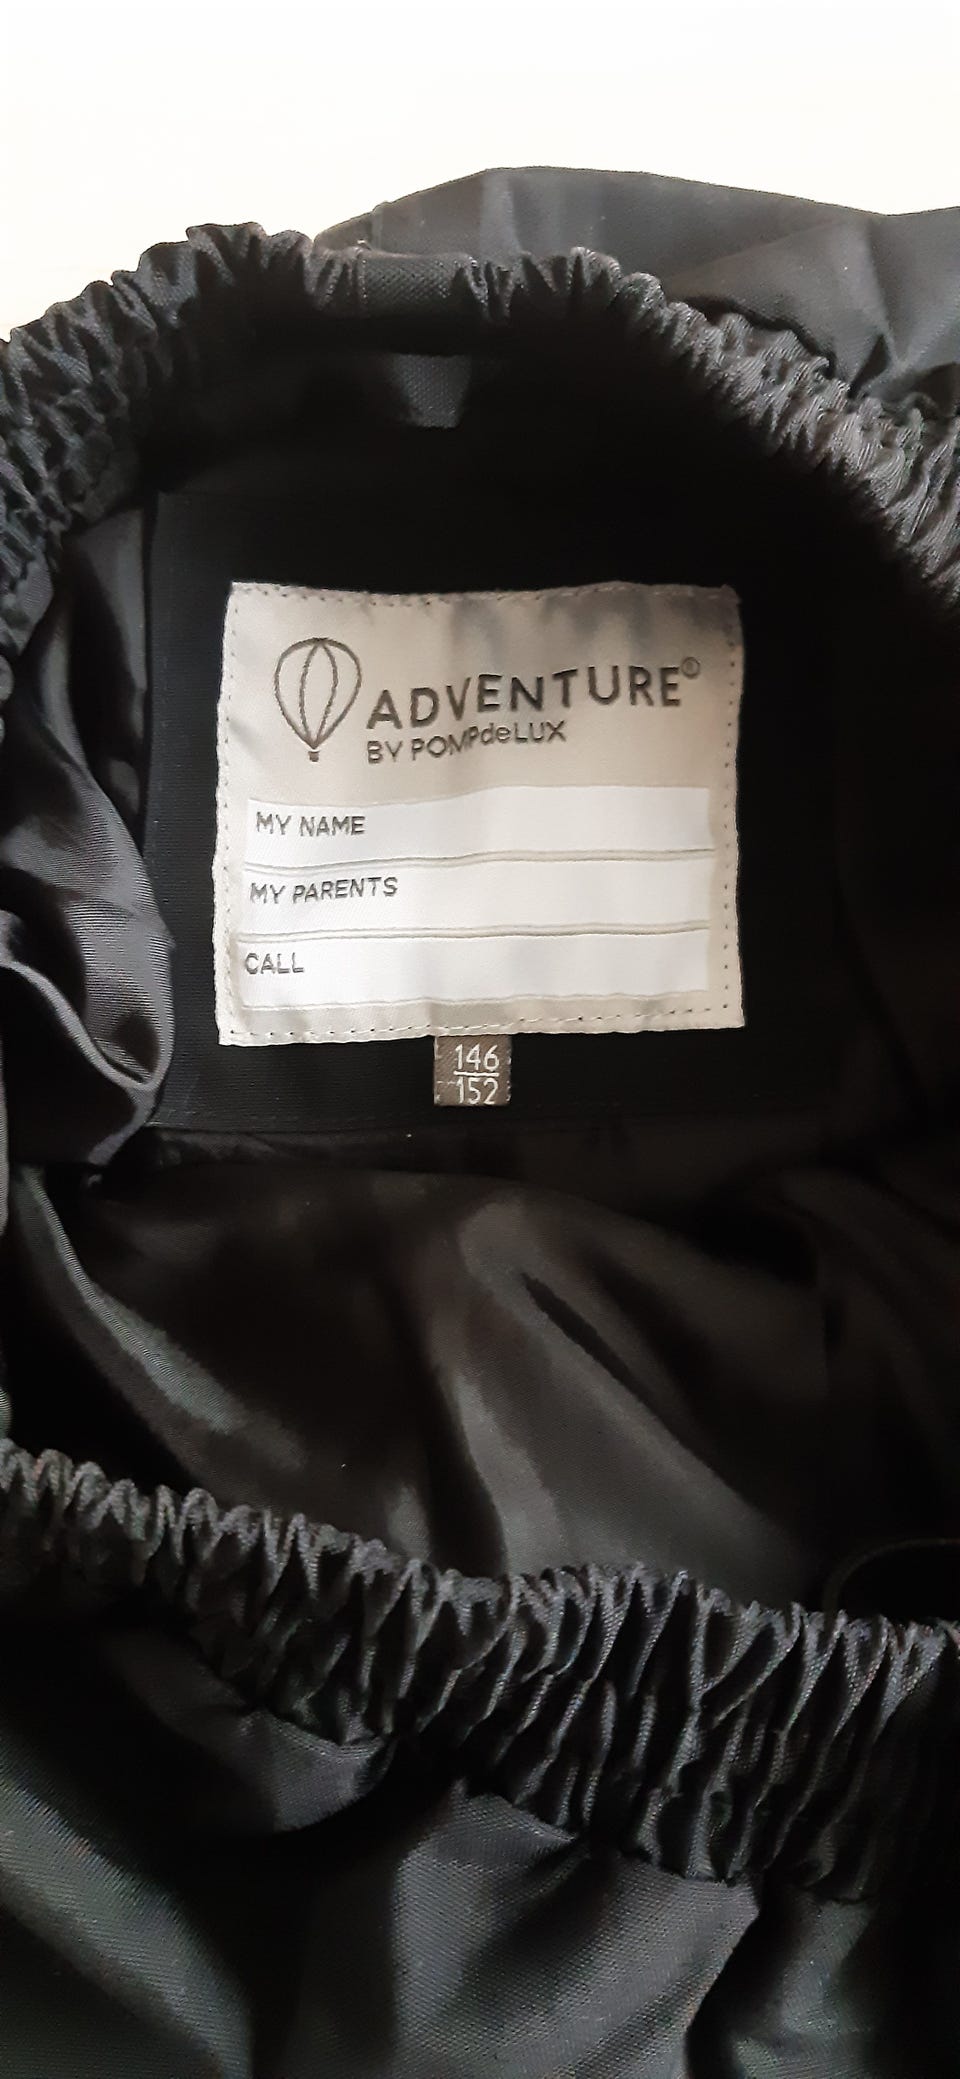 ADVENTURE®
BY POMPdeLUX
MY NAME
MY PARENTS
CALL
146
152